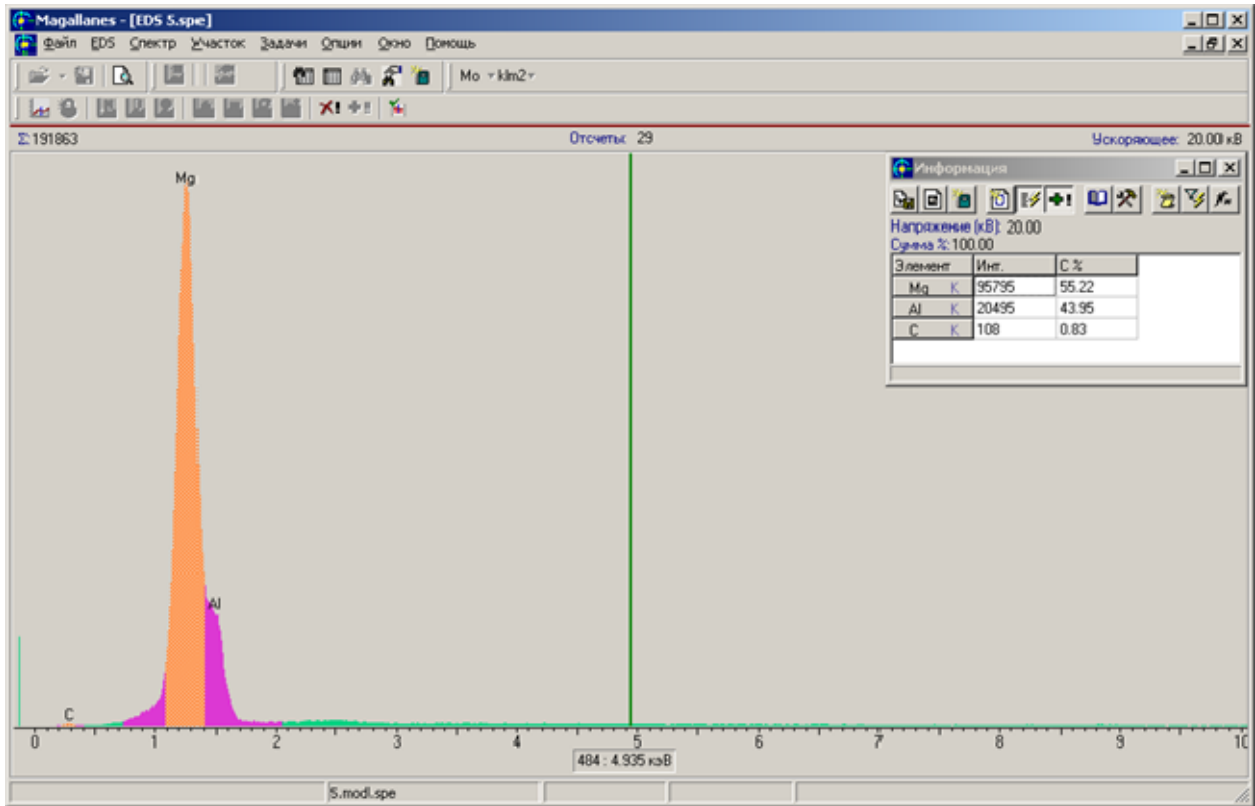 Magallanes - [EDS 5.spe]
Файл EDS Спектр Участок Задачи Опции Окно Помощь
Mo klm2
Σ:191863 Отсчеты: 29 Ускоряющее: 20.00 кВ
Информация
Напряжение (кВ): 20.00
Сумма %: 100.00
Элемент Инт. C %
Mg K 95795 55.22
Al K 20495 43.95
C K 108 0.83
Mg
Al
C
0 1 2 3 4 5 6 7 8 9 10
484 : 4.935 кэВ
5.modl.spe